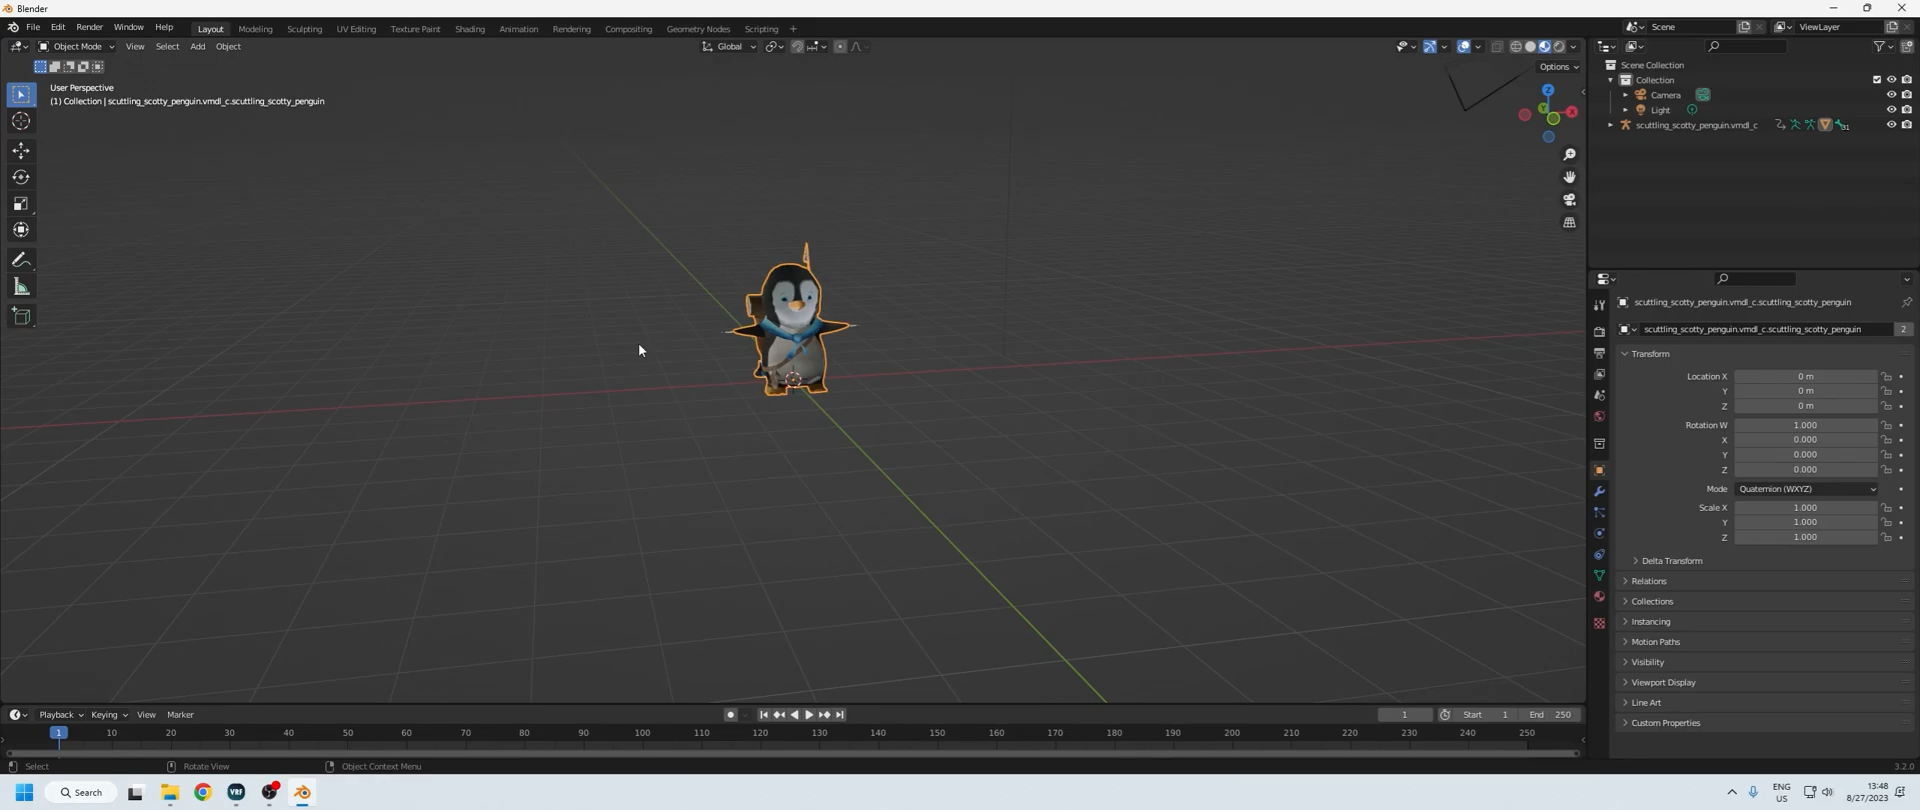 Blender
File Edit Render Window Help Layout Modeling Sculpting UV Editing Texture Paint Shading Animation Rendering Compositing Geometry Nodes Scripting + Scene ViewLayer
Object Mode View Select Add Object Global
Options
User Perspective
(1) Collection | scuttling_scotty_penguin.vmdl_c.scuttling_scotty_penguin
Z
Y
X
Scene Collection
Collection
Camera
Light
scuttling_scotty_penguin.vmdl_c 31
scuttling_scotty_penguin.vmdl_c.scuttling_scotty_penguin
scuttling_scotty_penguin.vmdl_c.scuttling_scotty_penguin 2
Transform
Location X 0 m
Y 0 m
Z 0 m
Rotation W 1.000
X 0.000
Y 0.000
Z 0.000
Mode Quaternion (WXYZ)
Scale X 1.000
Y 1.000
Z 1.000
Delta Transform
Relations
Collections
Instancing
Motion Paths
Visibility
Viewport Display
Line Art
Custom Properties
Playback Keying View Marker 1 Start 1 End 250
1 10 20 30 40 50 60 70 80 90 100 110 120 130 140 150 160 170 180 190 200 210 220 230 240 250
Select Rotate View Object Context Menu 3.2.0
Search VRF ENG US 13:48 8/27/2023